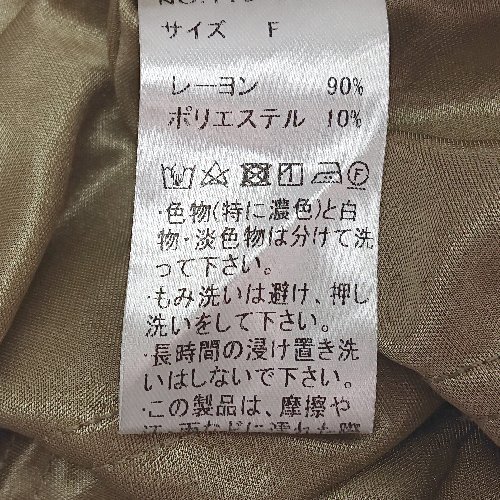 サイズ F
レーヨン 90%
ポリエステル 10%
・色物(特に濃色)と白
物・淡色物は分けて洗
って下さい。
・もみ洗いは避け、押し
洗いをして下さい。
・長時間の浸け置き洗
いはしないで下さい。
・この製品は、摩擦や